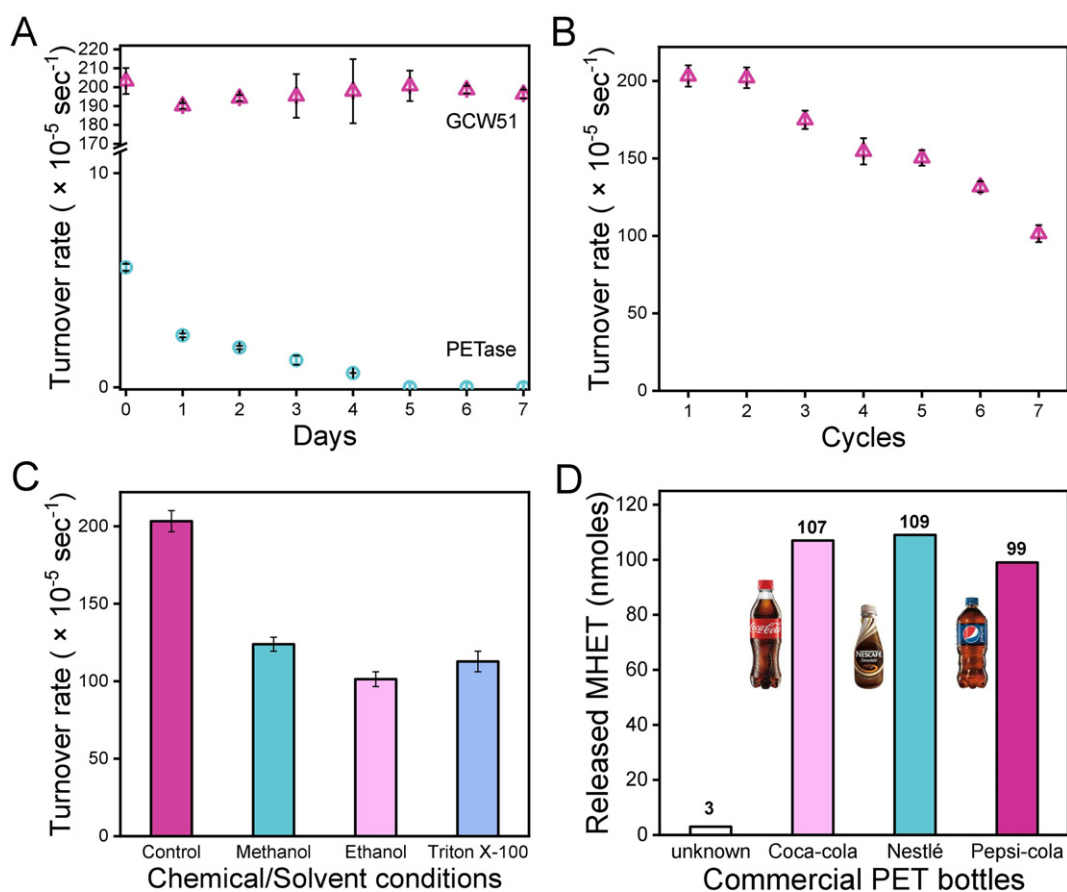 A
Turnover rate ( × 10⁻⁵ sec⁻¹)
220
210
200
190
180
170
10
0
GCW51
PETase
0 1 2 3 4 5 6 7
Days
B
Turnover rate ( × 10⁻⁵ sec⁻¹)
200
150
100
50
0
1 2 3 4 5 6 7
Cycles
C
Turnover rate ( × 10⁻⁵ sec⁻¹)
200
150
100
50
0
Control Methanol Ethanol Triton X-100
Chemical/Solvent conditions
D
Released MHET (nmoles)
120
100
80
60
40
20
0
3
107
109
99
Coca-Cola
NESCAFÉ
unknown Coca-cola Nestlé Pepsi-cola
Commercial PET bottles